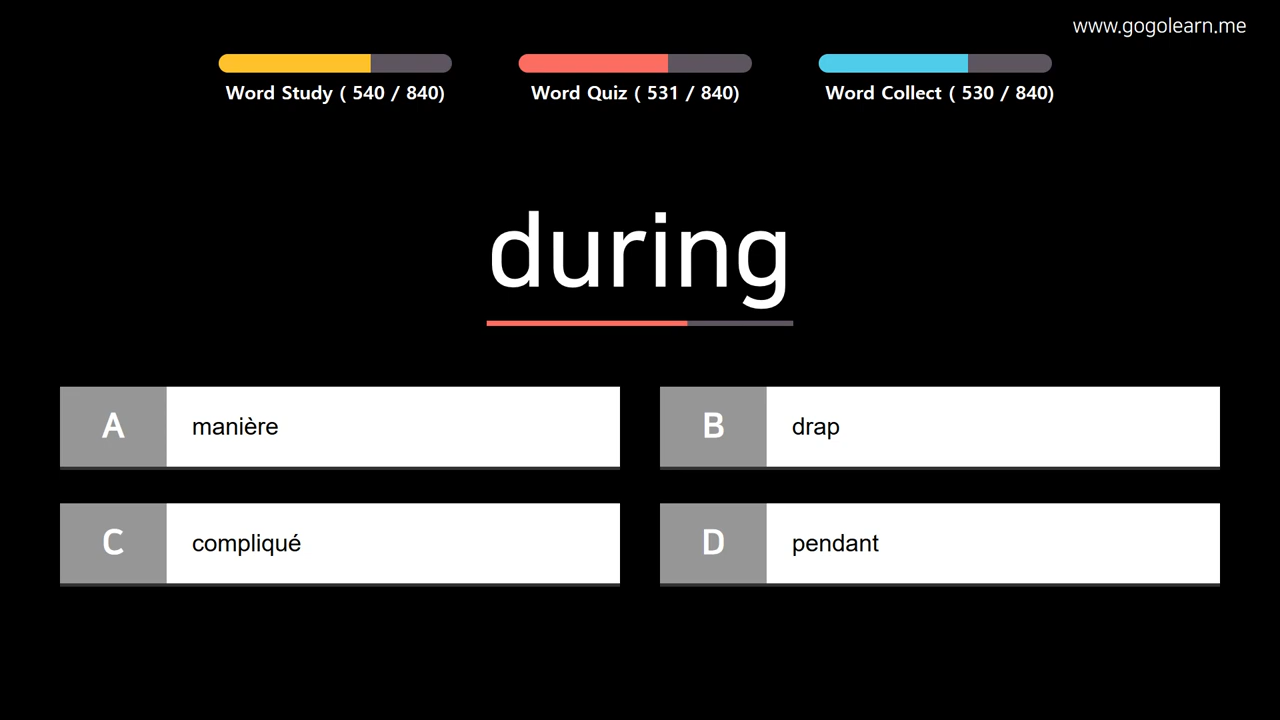 www.gogolearn.me
Word Study ( 540 / 840)
Word Quiz ( 531 / 840)
Word Collect ( 530 / 840)
during
A manière
B drap
C compliqué
D pendant